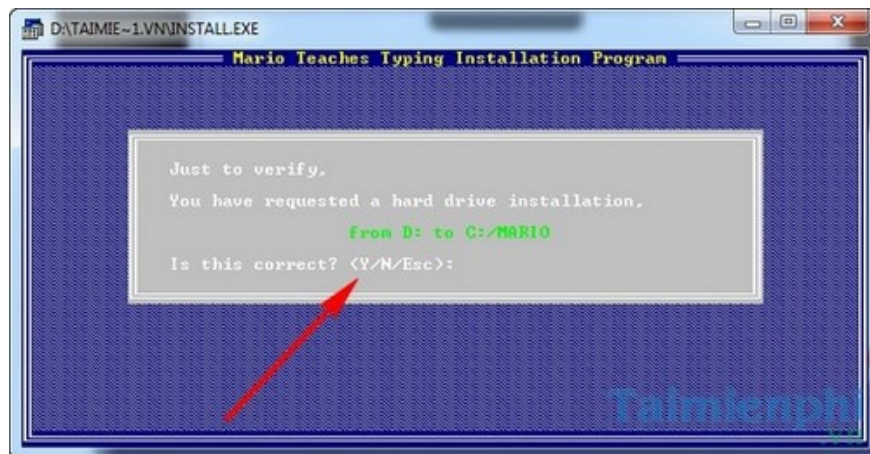 D:\TAIMIE~1.VN\INSTALL.EXE
Mario Teaches Typing Installation Program
Just to verify,
You have requested a hard drive installation,
from D: to C:/MARIO
Is this correct? (Y/N/Esc):
Taimienphi
.vn